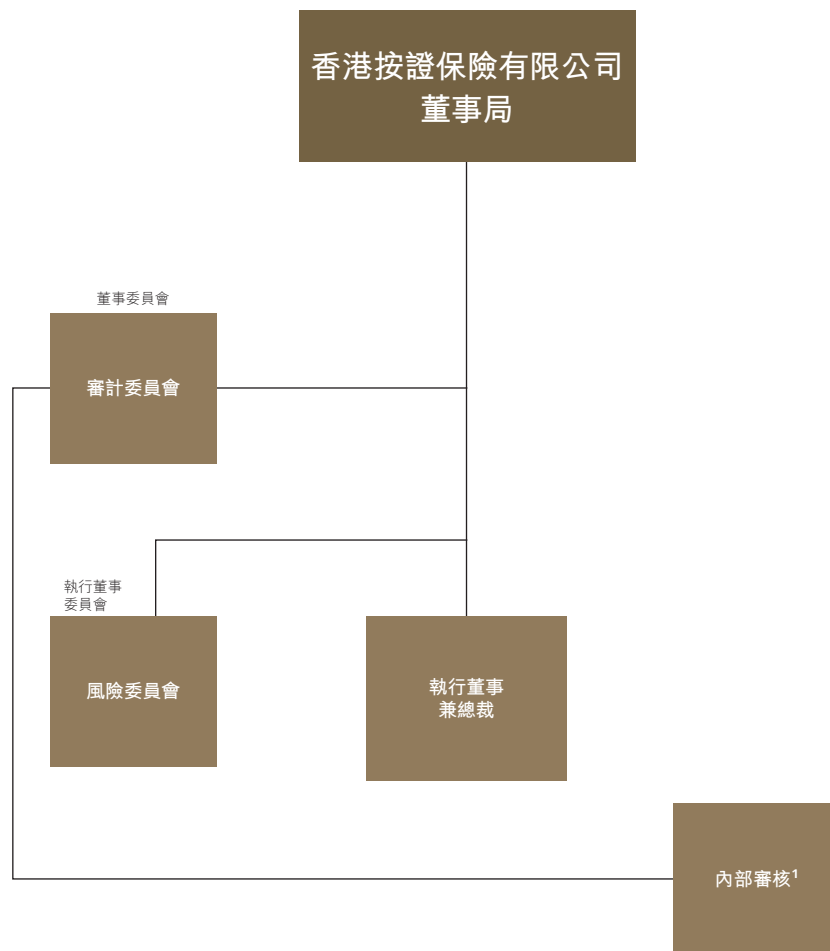 香港按證保險有限公司
董事局
董事委員會
審計委員會
執行董事
委員會
風險委員會
執行董事
兼總裁
內部審核¹